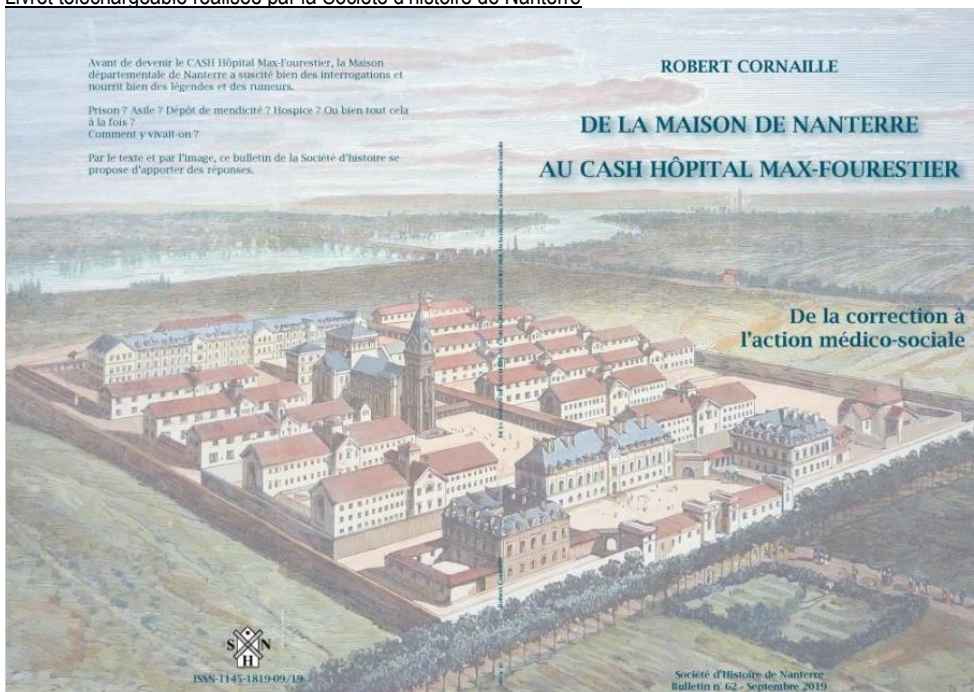 Livret téléchargeable réalisée par la Société d'histoire de Nanterre
Avant de devenir le CASH Hôpital Max-Fourestier, la Maison
départementale de Nanterre a suscité bien des interrogations et
nourrit bien des légendes et des rumeurs.
Prison ? Asile ? Dépôt de mendicité ? Hospice ? Ou bien tout cela
à la fois ?
Comment y vivait-on ?
Par le texte et par l'image, ce bulletin de la Société d'histoire se
propose d'apporter des réponses.
ROBERT CORNAILLE
DE LA MAISON DE NANTERRE
AU CASH HÔPITAL MAX-FOURESTIER
De la correction à
l'action médico-sociale
S N
H
ISSN-1145-1819-09/19
Société d'Histoire de Nanterre
Bulletin n° 62 - Septembre 2019